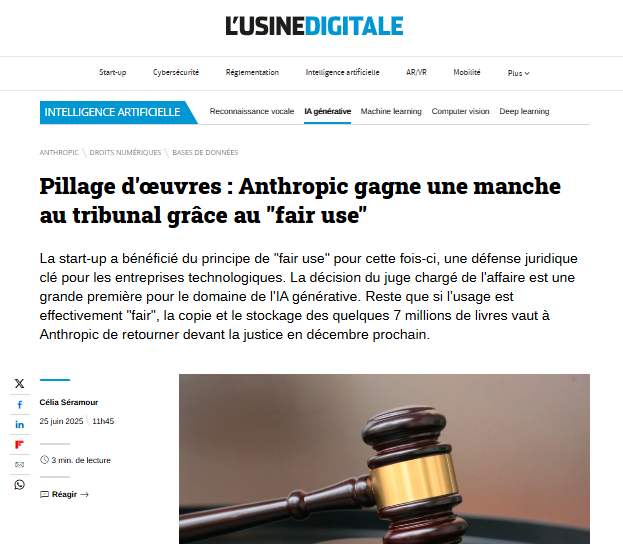 L'USINEDIGITALE
Start-up Cybersécurité Réglementation Intelligence artificielle AR/VR Mobilité Plus
INTELLIGENCE ARTIFICIELLE Reconnaissance vocale IA générative Machine learning Computer vision Deep learning
ANTHROPIC \ DROITS NUMÉRIQUES \ BASES DE DONNÉES
Pillage d'œuvres : Anthropic gagne une manche
au tribunal grâce au "fair use"
La start-up a bénéficié du principe de "fair use" pour cette fois-ci, une défense juridique
clé pour les entreprises technologiques. La décision du juge chargé de l'affaire est une
grande première pour le domaine de l'IA générative. Reste que si l'usage est
effectivement "fair", la copie et le stockage des quelques 7 millions de livres vaut à
Anthropic de retourner devant la justice en décembre prochain.
Célia Séramour
25 juin 2025 \ 11h45
3 min. de lecture
Réagir →